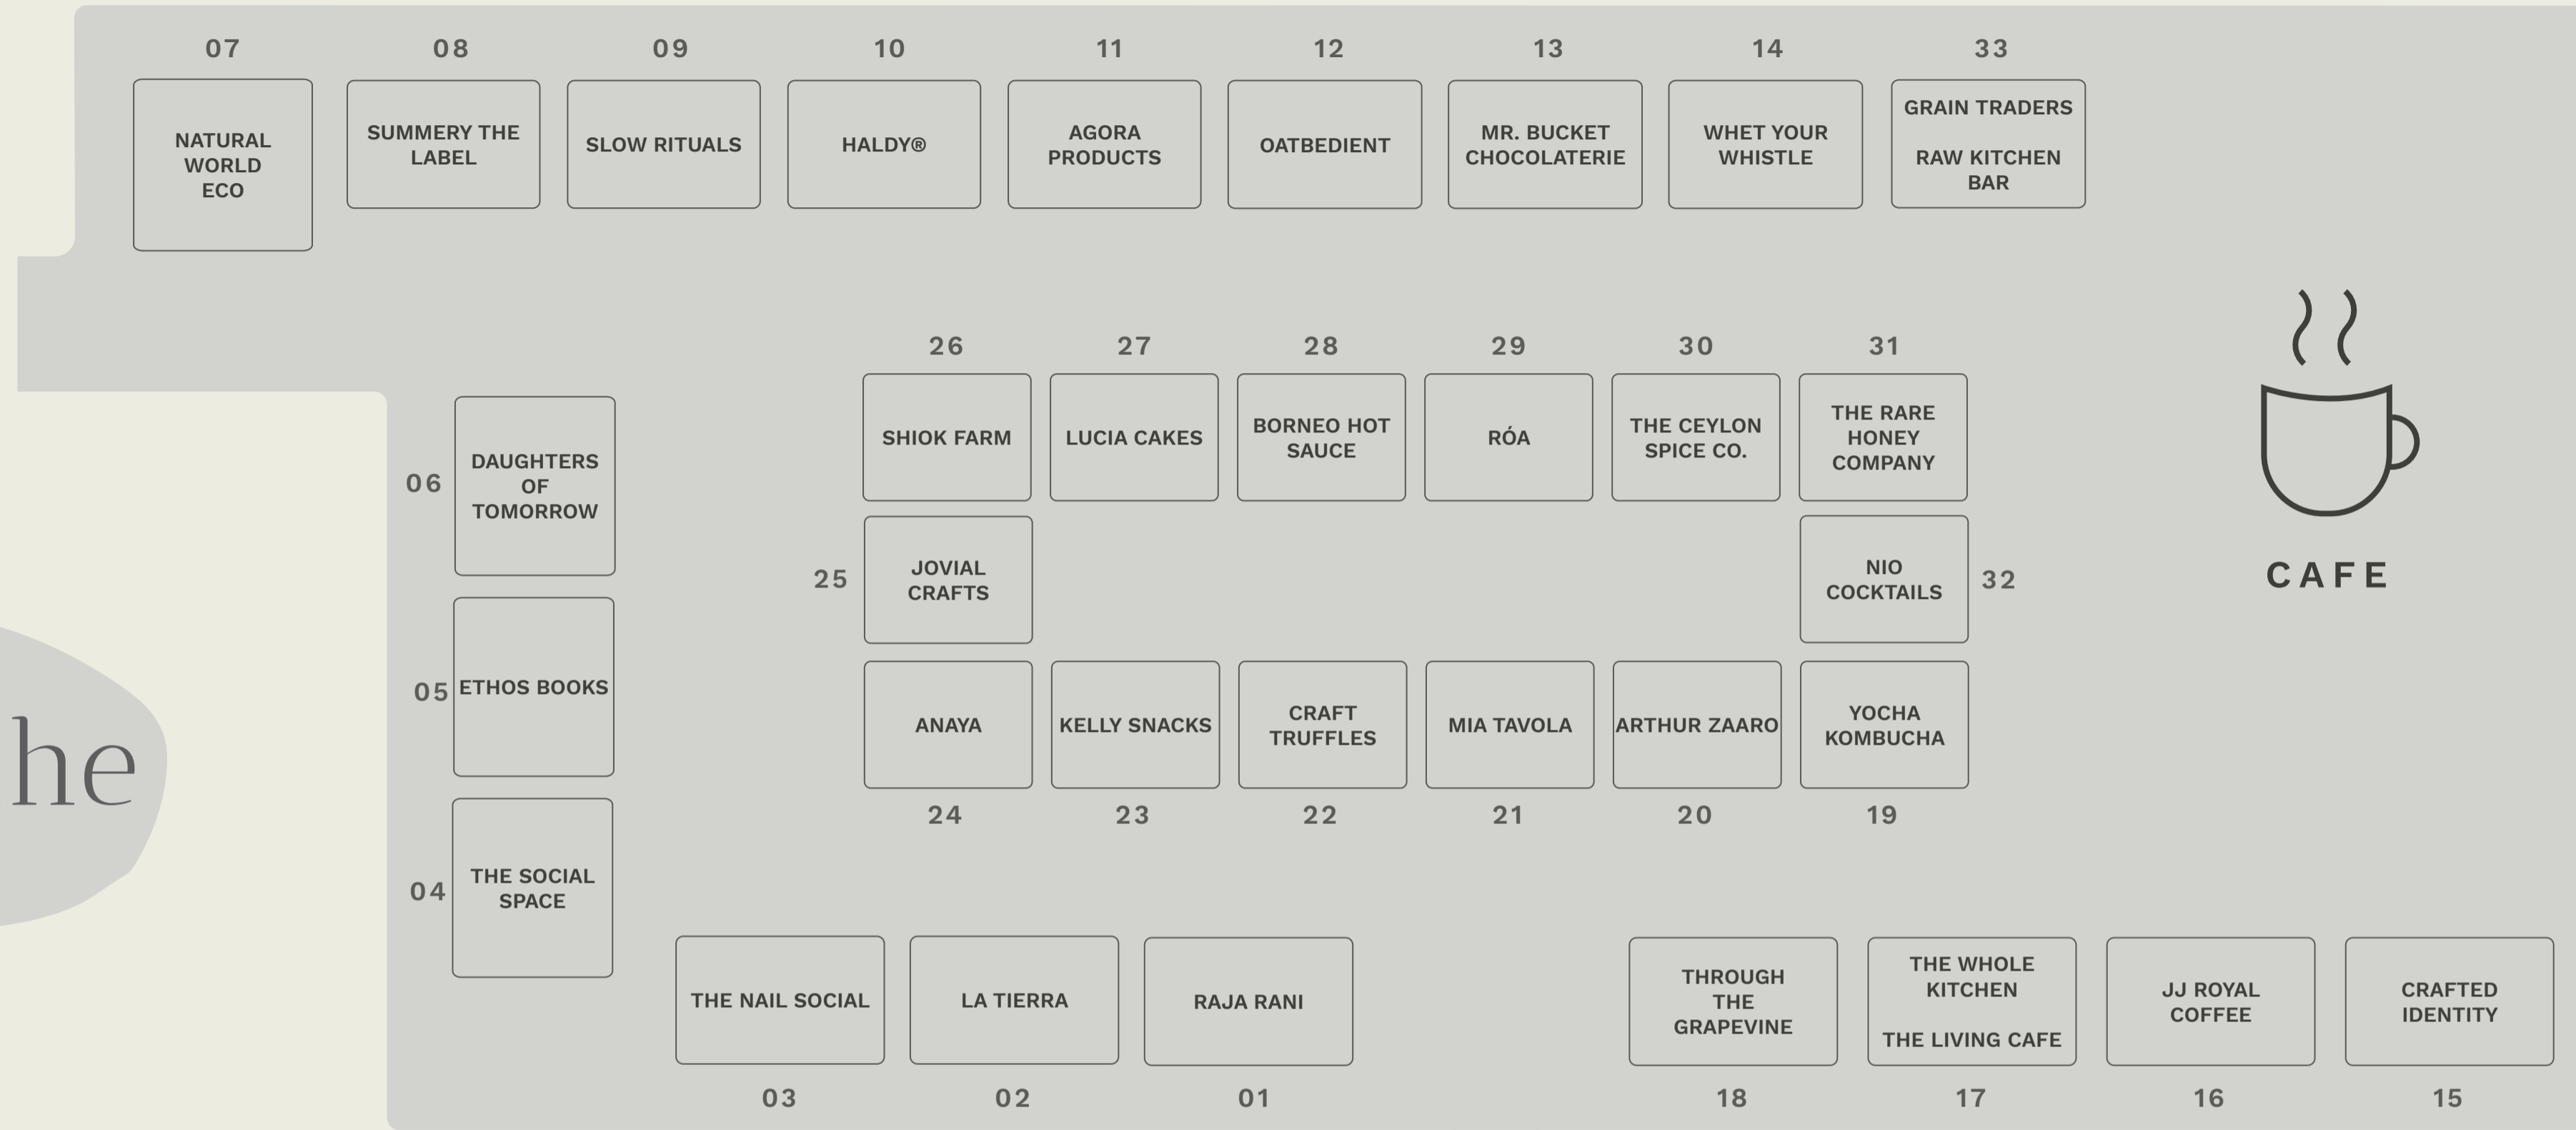 07
08
09
10
11
12
13
14
33
NATURAL
WORLD
ECO
SUMMERY THE
LABEL
SLOW RITUALS
HALDY®
AGORA
PRODUCTS
OATBEDIENT
MR. BUCKET
CHOCOLATERIE
WHET YOUR
WHISTLE
GRAIN TRADERS
RAW KITCHEN
BAR
26
27
28
29
30
31
SHIOK FARM
LUCIA CAKES
BORNEO HOT
SAUCE
RÓA
THE CEYLON
SPICE CO.
THE RARE
HONEY
COMPANY
06
DAUGHTERS
OF
TOMORROW
25
JOVIAL
CRAFTS
NIO
COCKTAILS
32
CAFE
05
ETHOS BOOKS
ANAYA
KELLY SNACKS
CRAFT
TRUFFLES
MIA TAVOLA
ARTHUR ZAARO
YOCHA
KOMBUCHA
24
23
22
21
20
19
he
04
THE SOCIAL
SPACE
THE NAIL SOCIAL
LA TIERRA
RAJA RANI
THROUGH
THE
GRAPEVINE
THE WHOLE
KITCHEN
THE LIVING CAFE
JJ ROYAL
COFFEE
CRAFTED
IDENTITY
03
02
01
18
17
16
15